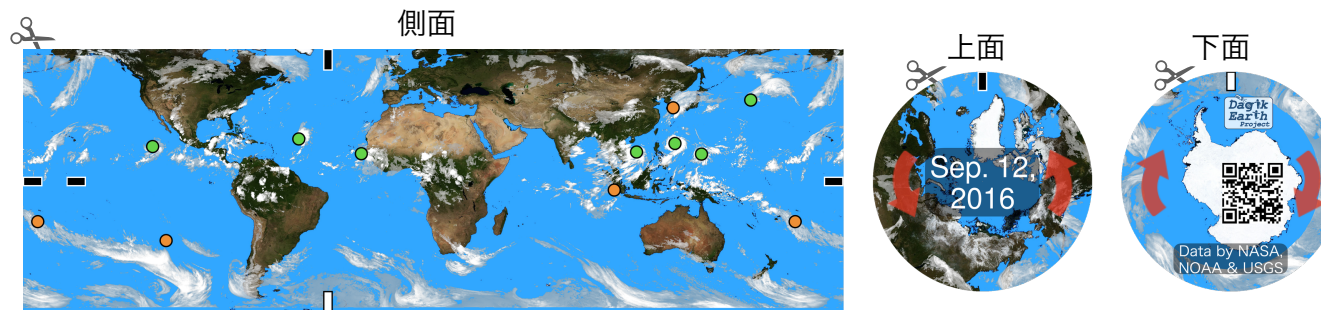 側面
上面
Sep. 12,
2016
下面
Dagik
Earth
Project
Data by NASA,
NOAA & USGS